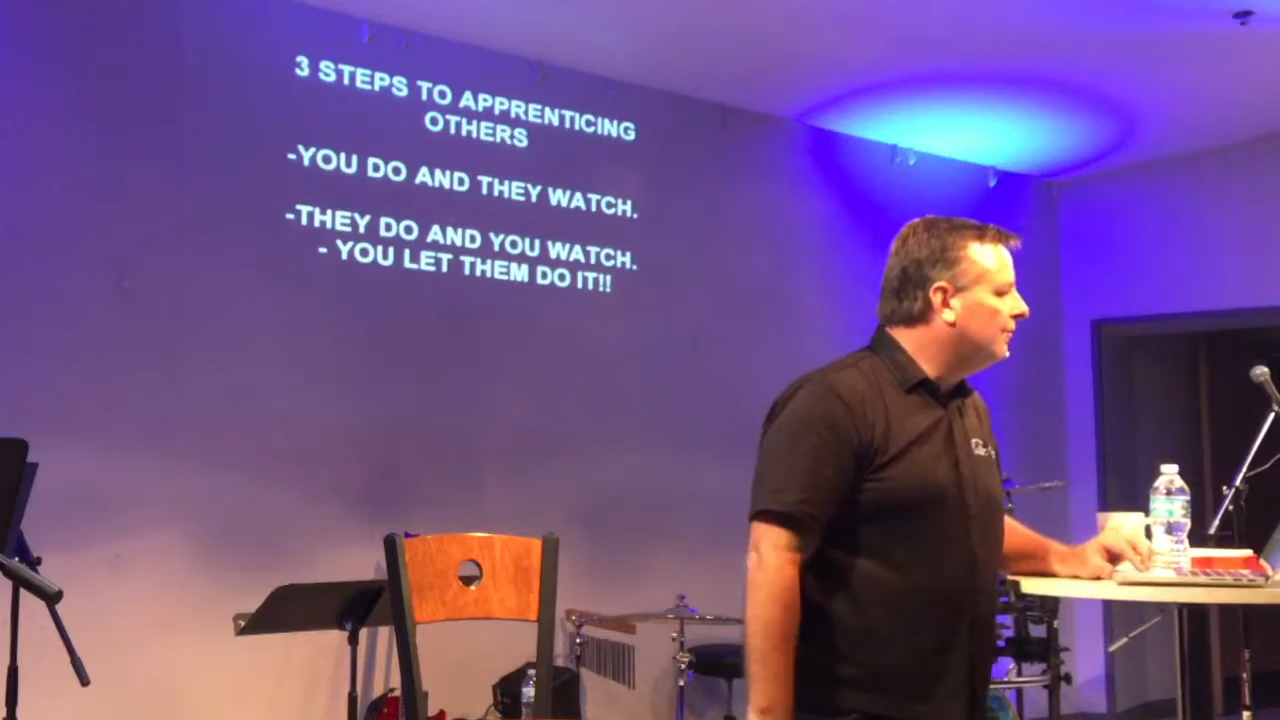 3 STEPS TO APPRENTICING
OTHERS
-YOU DO AND THEY WATCH.
-THEY DO AND YOU WATCH.
- YOU LET THEM DO IT!!